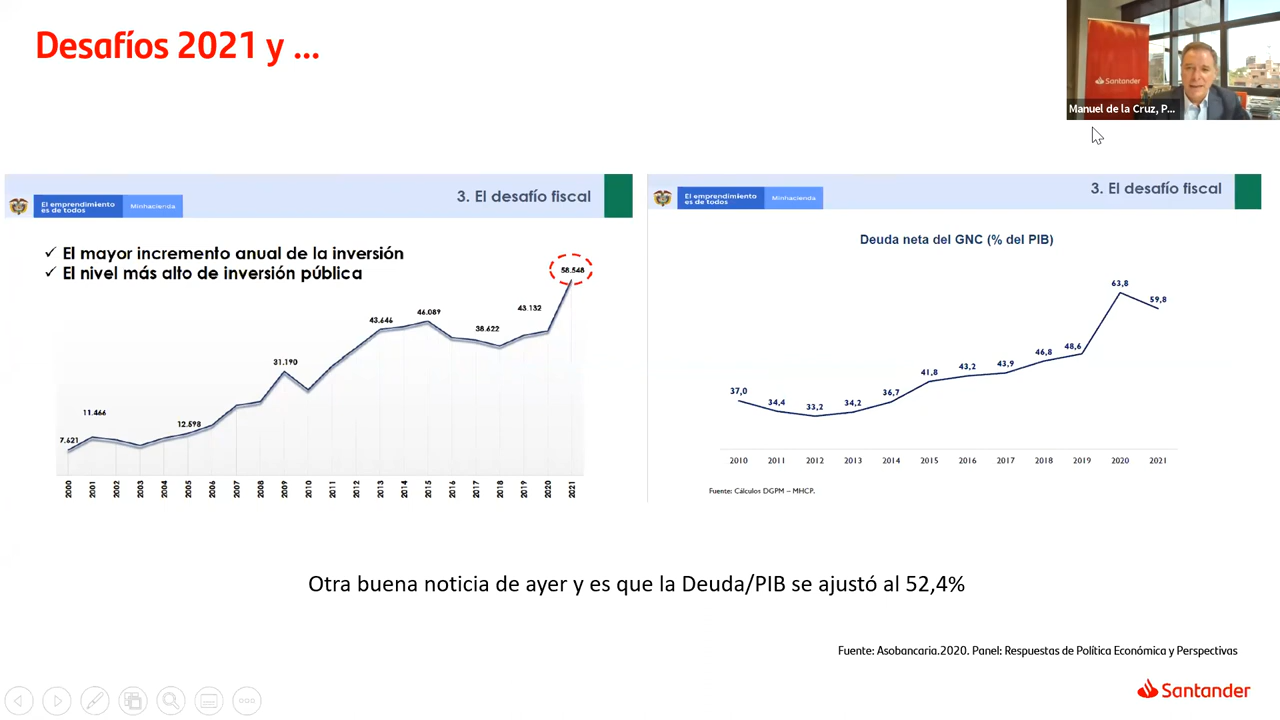 Desafíos 2021 y ...
Santander
Manuel de la Cruz, P...
El emprendimiento
es de todos
Minhacienda
3. El desafío fiscal
✓ El mayor incremento anual de la inversión
✓ El nivel más alto de inversión pública
7.621
11.466
12.598
31.190
43.646
46.089
38.622
43.132
58.548
2000 2001 2002 2003 2004 2005 2006 2007 2008 2009 2010 2011 2012 2013 2014 2015 2016 2017 2018 2019 2020 2021
El emprendimiento
es de todos
Minhacienda
3. El desafío fiscal
Deuda neta del GNC (% del PIB)
37,0 34,4 33,2 34,2 36,7 41,8 43,2 43,9 46,8 48,6 63,8 59,8
2010 2011 2012 2013 2014 2015 2016 2017 2018 2019 2020 2021
Fuente: Cálculos DGPM – MHCP.
Otra buena noticia de ayer y es que la Deuda/PIB se ajustó al 52,4%
Fuente: Asobancaria.2020. Panel: Respuestas de Política Económica y Perspectivas
Santander